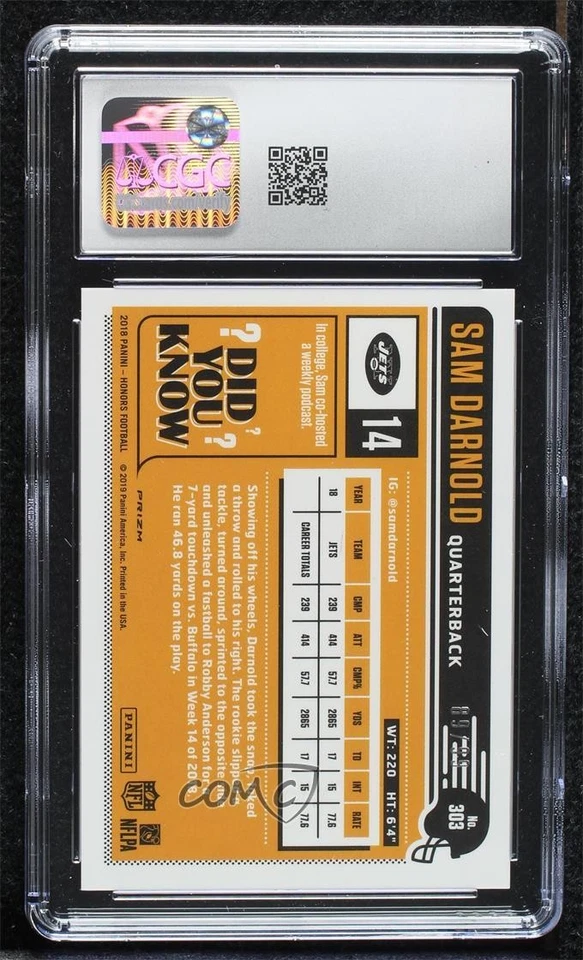 CGC
SAM DARNOLD QUARTERBACK
No.
303
JETS
14
In college, Sam co-hosted
a weekly podcast.
? DID ?
YOU
KNOW ?
IG: @samdarnold
WT: 220 HT: 6'4"
YEAR TEAM CMP ATT CMP% YDS TD INT RATE
18 JETS 239 414 57.7 2865 17 15 77.6
CAREER TOTALS 239 414 57.7 2865 17 15 77.6
Showing off his wheels, Darnold took the snap,
a throw and rolled to his right. The rookie slipped
tackle, turned around, sprinted to the opposite
and unleashed a fastball to Robby Anderson for
7-yard touchdown vs. Buffalo in Week 14 of
He ran 46.8 yards on the play.
PRIZM
2018 PANINI – HONORS FOOTBALL © 2019 Panini America, Inc. Printed in the USA.
PANINI
NFL
NFLPA
COMC